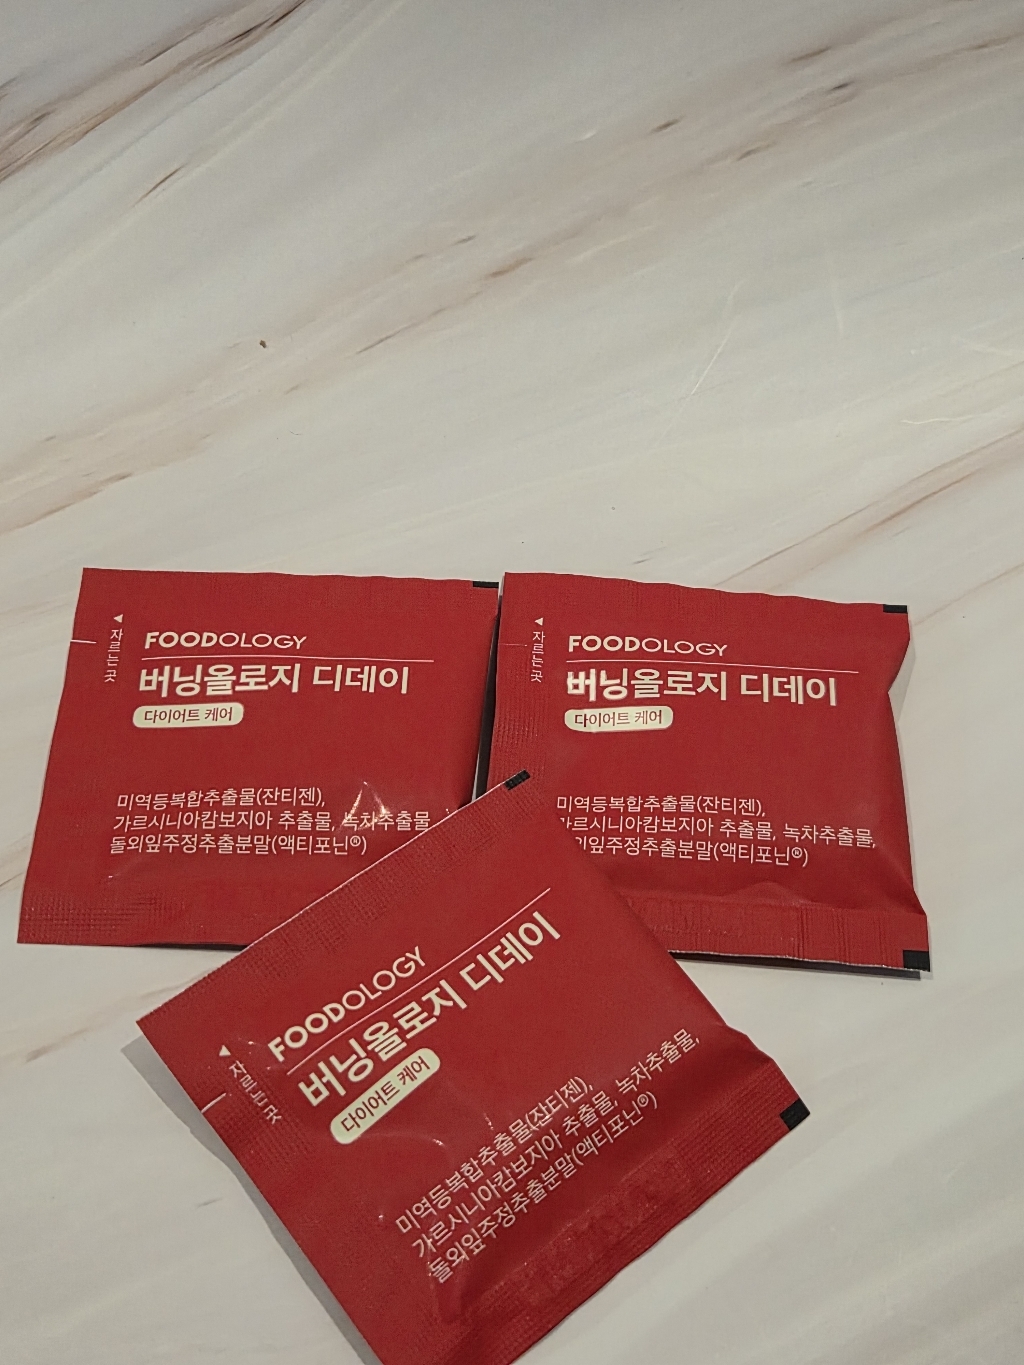 ◀ 자르는곳
FOODOLOGY
버닝올로지 디데이
다이어트 케어
미역등복합추출물(잔티젠),
가르시니아캄보지아 추출물, 녹차추출물,
돌외잎주정추출분말(액티포닌®)
◀ 자르는곳
FOODOLOGY
버닝올로지 디데이
다이어트 케어
미역등복합추출물(잔티젠),
가르시니아캄보지아 추출물, 녹차추출물,
외잎주정추출분말(액티포닌®)
◀ 자르는곳
FOODOLOGY
버닝올로지 디데이
다이어트 케어
미역등복합추출물(잔티젠),
가르시니아캄보지아 추출물, 녹차추출물,
돌외잎주정추출분말(액티포닌®)